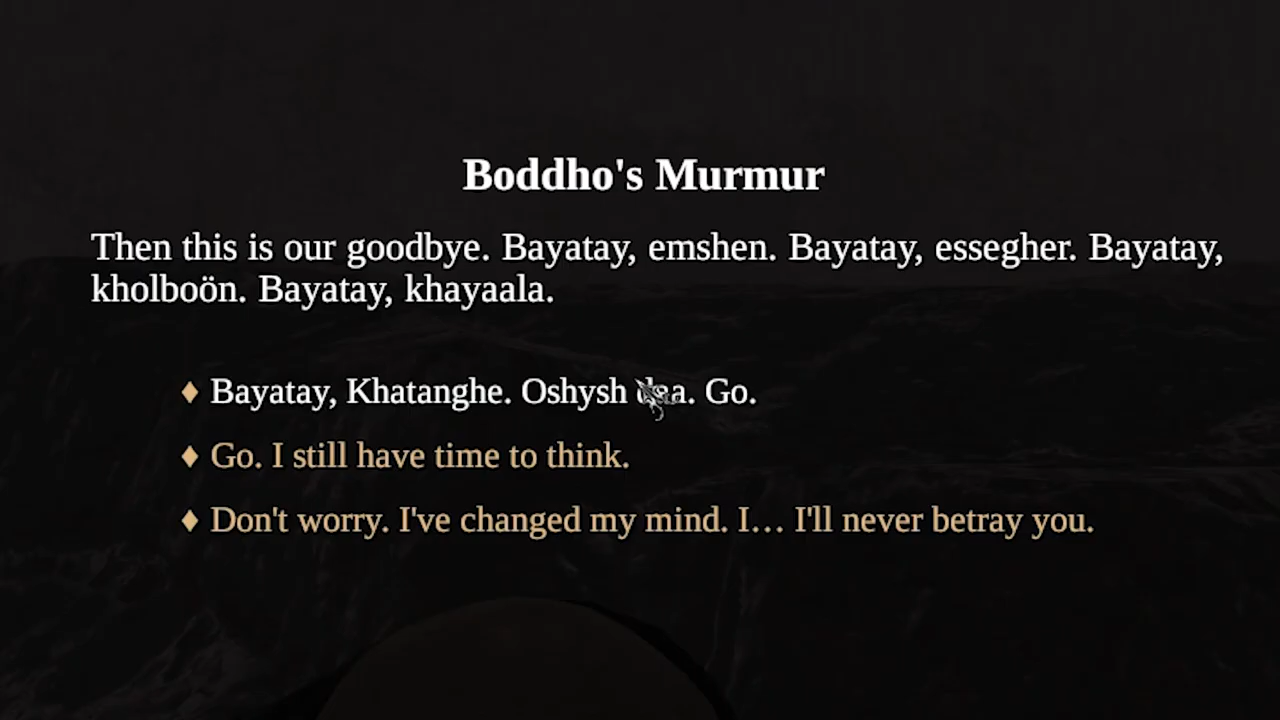 Boddho's Murmur
Then this is our goodbye. Bayatay, emshen. Bayatay, essegher. Bayatay,
kholboön. Bayatay, khayaala.
Bayatay, Khatanghe. Oshysh daa. Go.
Go. I still have time to think.
Don't worry. I've changed my mind. I… I'll never betray you.